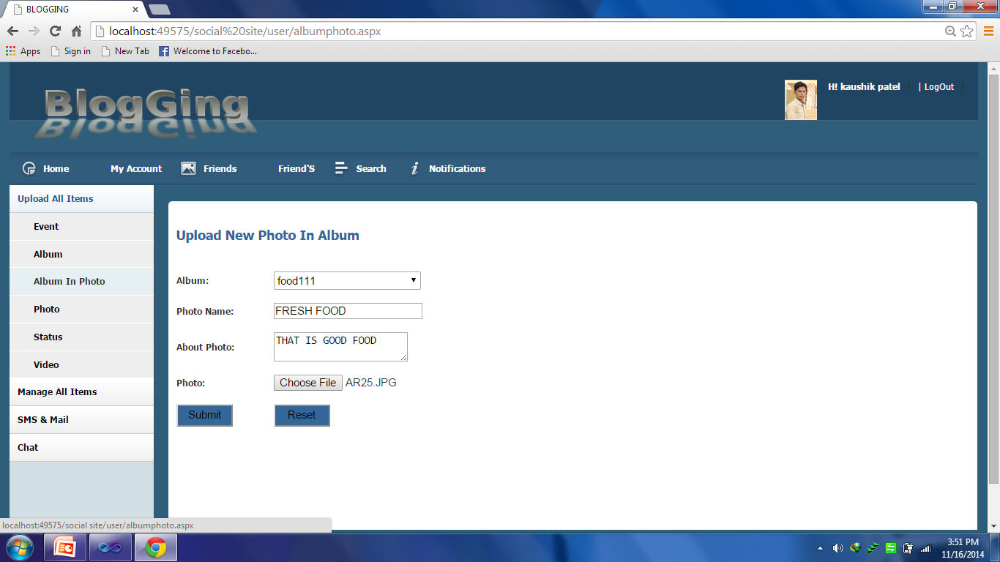 BLOGGING
localhost:49575/social%20site/user/albumphoto.aspx
Apps Sign in New Tab Welcome to Facebo...
BlogGing
H! kaushik patel | | LogOut |
Home My Account Friends Friend'S Search Notifications
Upload All Items
Event
Album
Album In Photo
Photo
Status
Video
Manage All Items
SMS & Mail
Chat
Upload New Photo In Album
Album: food111
Photo Name: FRESH FOOD
About Photo: THAT IS GOOD FOOD
Photo: Choose File AR25.JPG
Submit Reset
localhost:49575/social site/user/albumphoto.aspx
3:51 PM
11/16/2014